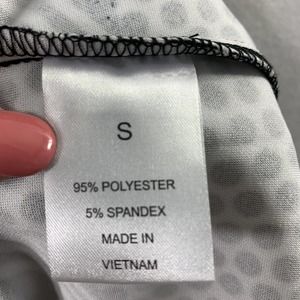 S
95% POLYESTER
5% SPANDEX
MADE IN
VIETNAM